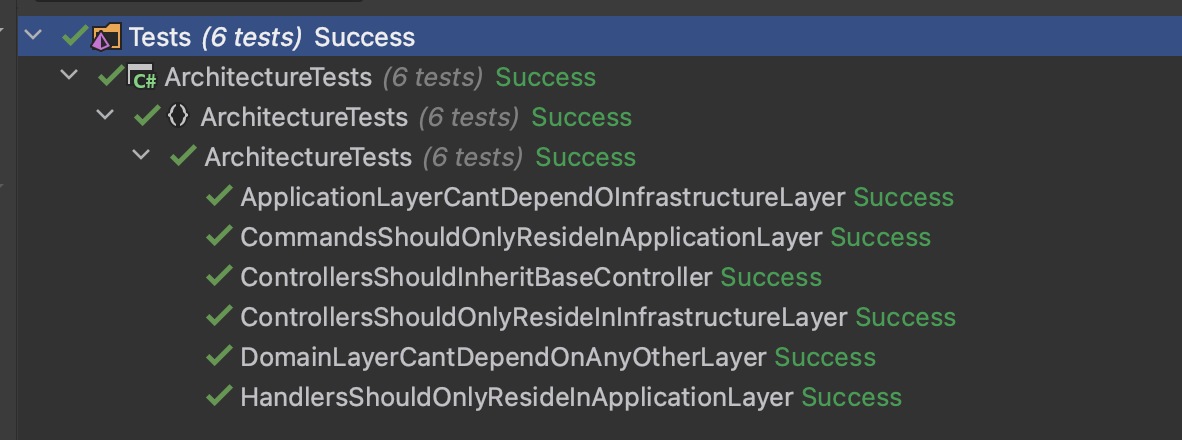 Tests (6 tests) Success
C# ArchitectureTests (6 tests) Success
ArchitectureTests (6 tests) Success
ArchitectureTests (6 tests) Success
ApplicationLayerCantDependOInfrastructureLayer Success
CommandsShouldOnlyResideInApplicationLayer Success
ControllersShouldInheritBaseController Success
ControllersShouldOnlyResideInInfrastructureLayer Success
DomainLayerCantDependOnAnyOtherLayer Success
HandlersShouldOnlyResideInApplicationLayer Success